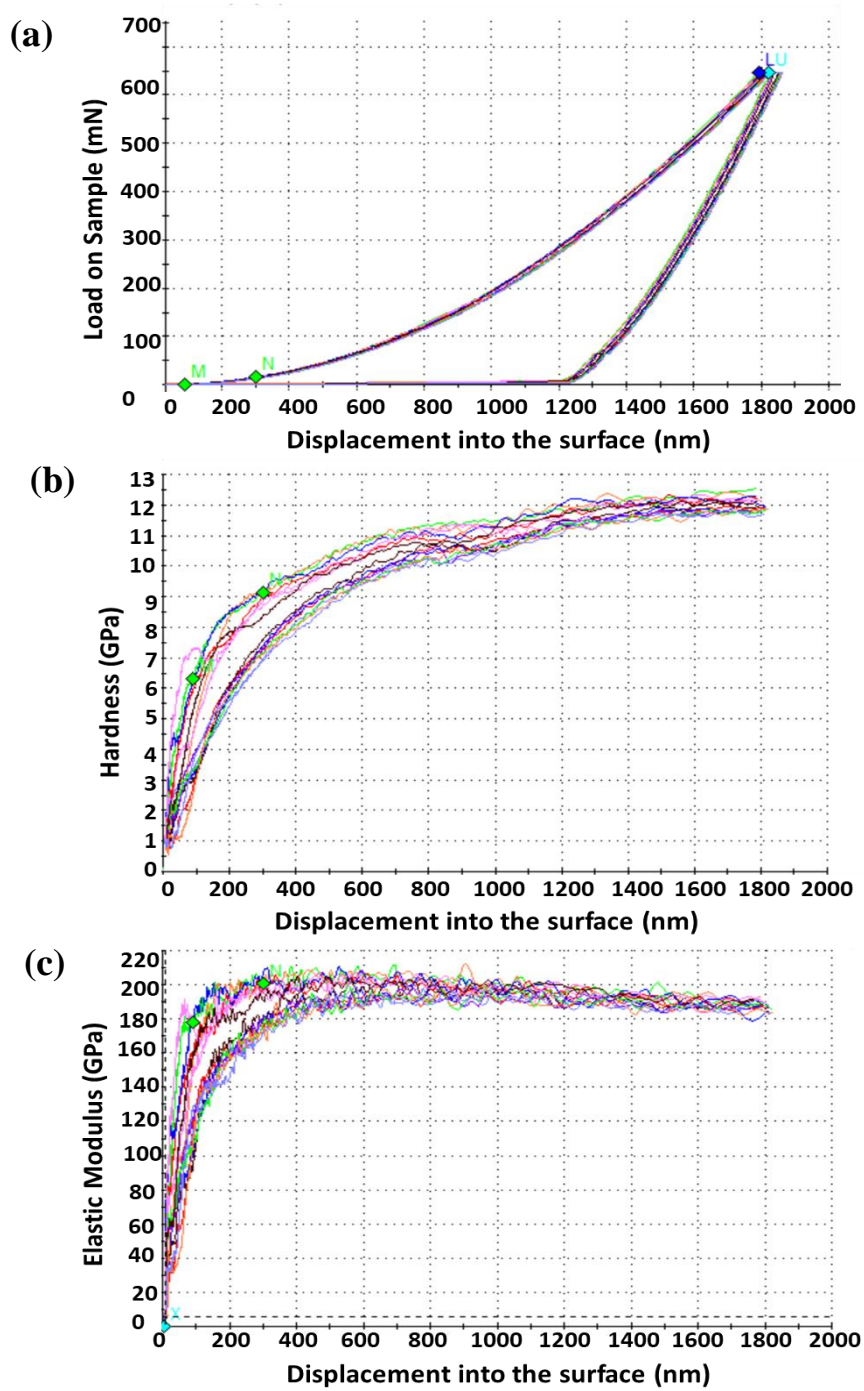 (a)
700
600
500
400
300
200
100
0
Load on Sample (mN)
M
N
L U
0 200 400 600 800 1000 1200 1400 1600 1800 2000
Displacement into the surface (nm)
(b)
13
12
11
10
9
8
7
6
5
4
3
2
1
0
Hardness (GPa)
N
0 200 400 600 800 1000 1200 1400 1600 1800 2000
Displacement into the surface (nm)
(c)
220
200
180
160
140
120
100
80
60
40
20
0
Elastic Modulus (GPa)
N
X
0 200 400 600 800 1000 1200 1400 1600 1800 2000
Displacement into the surface (nm)